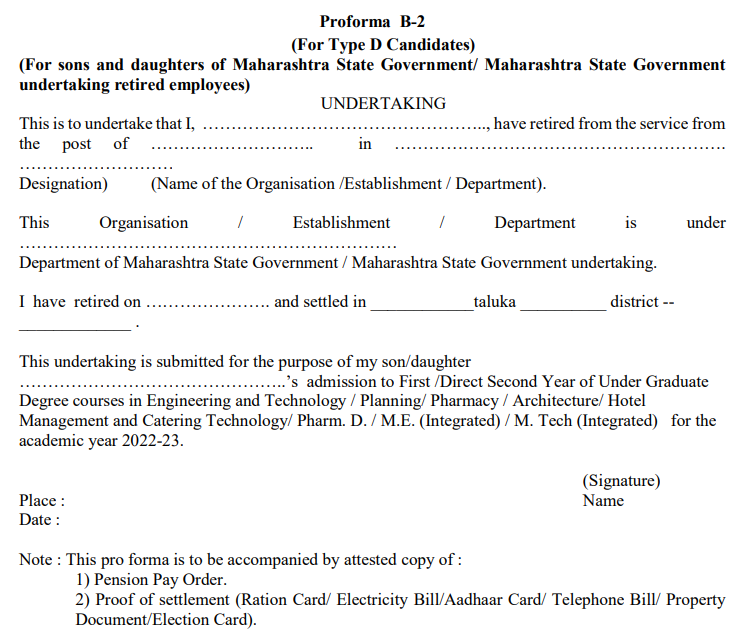 Proforma B-2
(For Type D Candidates)
(For sons and daughters of Maharashtra State Government/ Maharashtra State Government
undertaking retired employees)
UNDERTAKING
This is to undertake that I, ……………………………………………..., have retired from the service from
the post of ……………………….. in ………………………………………………….
………………………
Designation) (Name of the Organisation /Establishment / Department).
This Organisation / Establishment / Department is under
…………………………………………………………
Department of Maharashtra State Government / Maharashtra State Government undertaking.
I have retired on …………………. and settled in ____________taluka __________ district --
_____________ .
This undertaking is submitted for the purpose of my son/daughter
………………………………………..’s admission to First /Direct Second Year of Under Graduate
Degree courses in Engineering and Technology / Planning/ Pharmacy / Architecture/ Hotel
Management and Catering Technology/ Pharm. D. / M.E. (Integrated) / M. Tech (Integrated) for the
academic year 2022-23.
(Signature)
Place : Name
Date :
Note : This pro forma is to be accompanied by attested copy of :
1) Pension Pay Order.
2) Proof of settlement (Ration Card/ Electricity Bill/Aadhaar Card/ Telephone Bill/ Property
Document/Election Card).